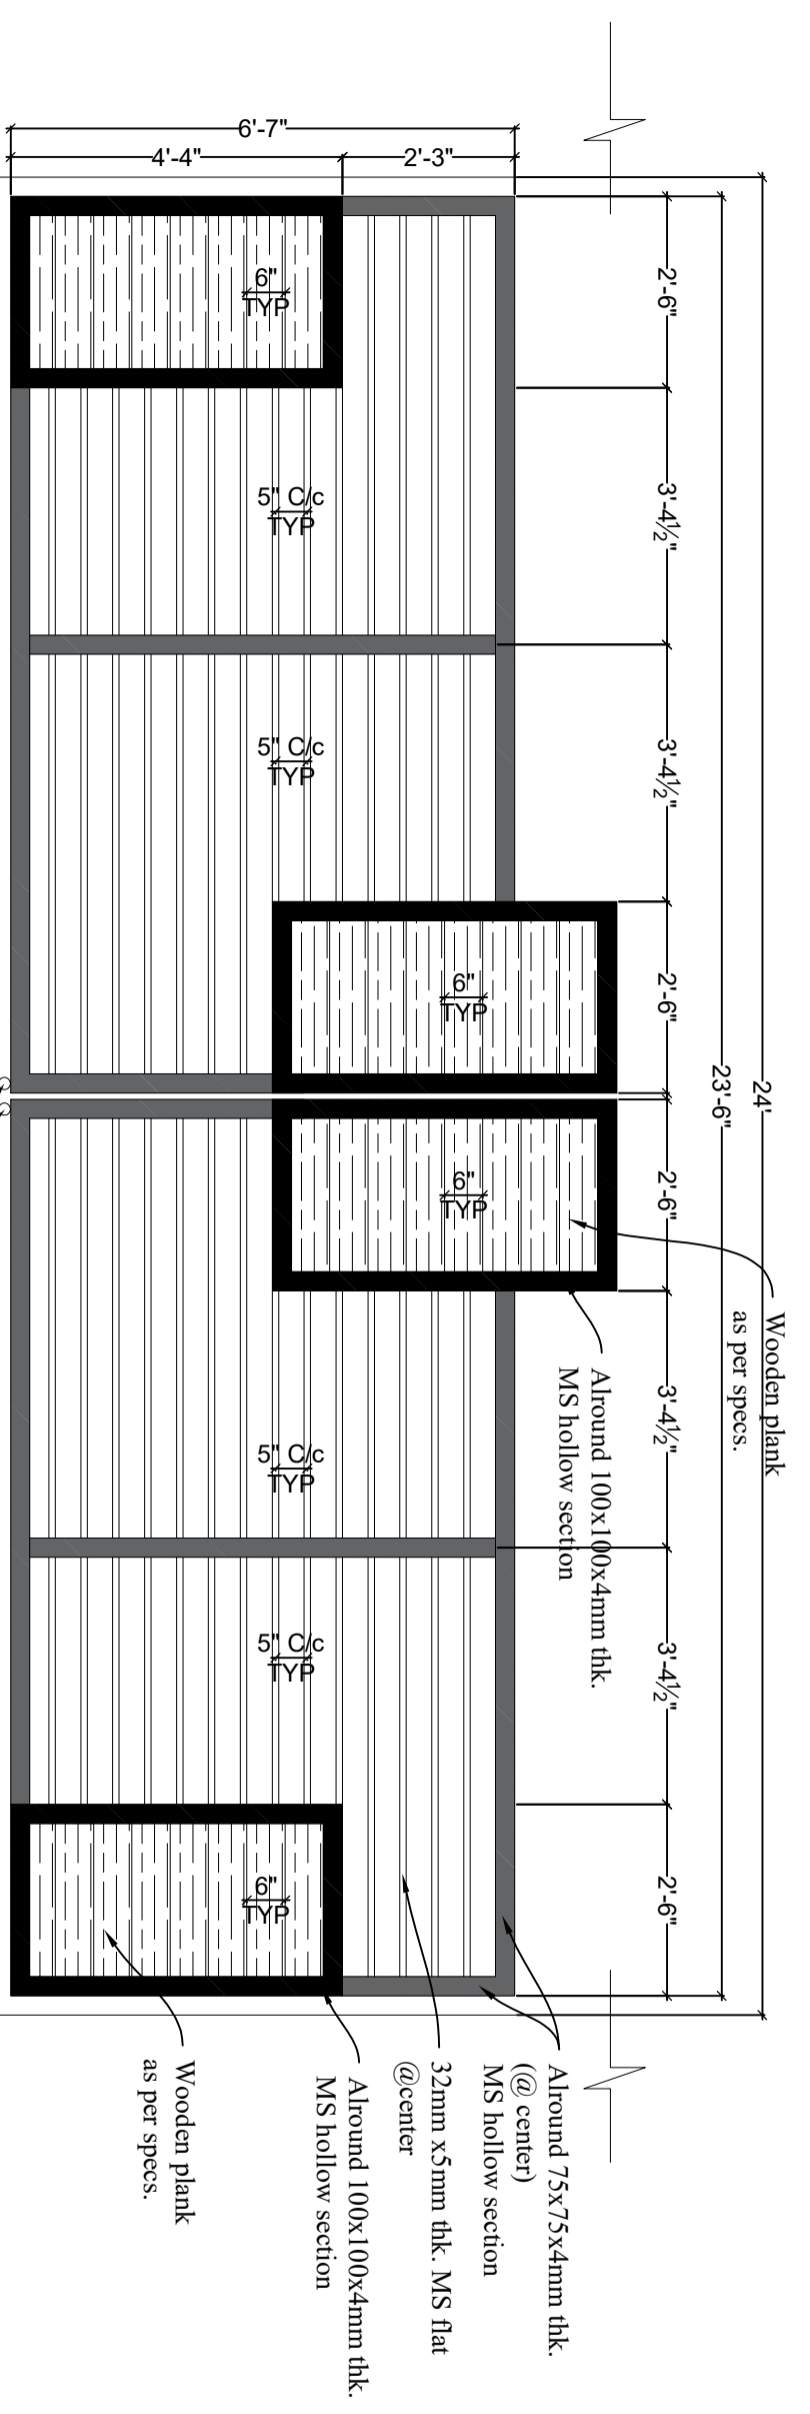 6'-7"
4'-4"
2'-3"
24'
23'-6"
2'-6"
3'-4½"
3'-4½"
2'-6"
2'-6"
3'-4½"
3'-4½"
2'-6"
6"
TYP
5" C/c
TYP
5" C/c
TYP
6"
TYP
6"
TYP
5" C/c
TYP
5" C/c
TYP
6"
TYP
Wooden plank
as per specs.
Alround 100x100x4mm thk.
MS hollow section
Alround 75x75x4mm thk.
(@ center)
MS hollow section
32mm x5mm thk. MS flat
@center
Alround 100x100x4mm thk.
MS hollow section
Wooden plank
as per specs.